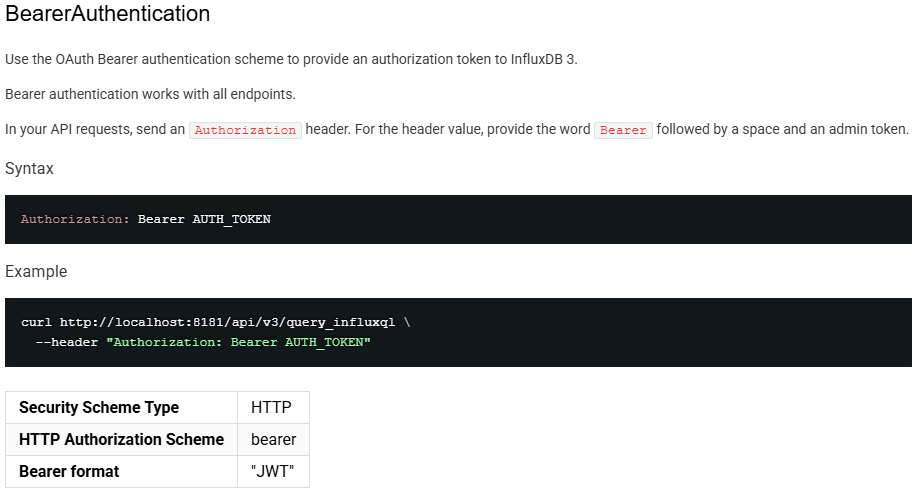 BearerAuthentication
Use the OAuth Bearer authentication scheme to provide an authorization token to InfluxDB 3.
Bearer authentication works with all endpoints.
In your API requests, send an Authorization header. For the header value, provide the word Bearer followed by a space and an admin token.
Syntax
Authorization: Bearer AUTH_TOKEN
Example
curl http://localhost:8181/api/v3/query_influxql \
--header "Authorization: Bearer AUTH_TOKEN"
Security Scheme Type HTTP
HTTP Authorization Scheme bearer
Bearer format "JWT"